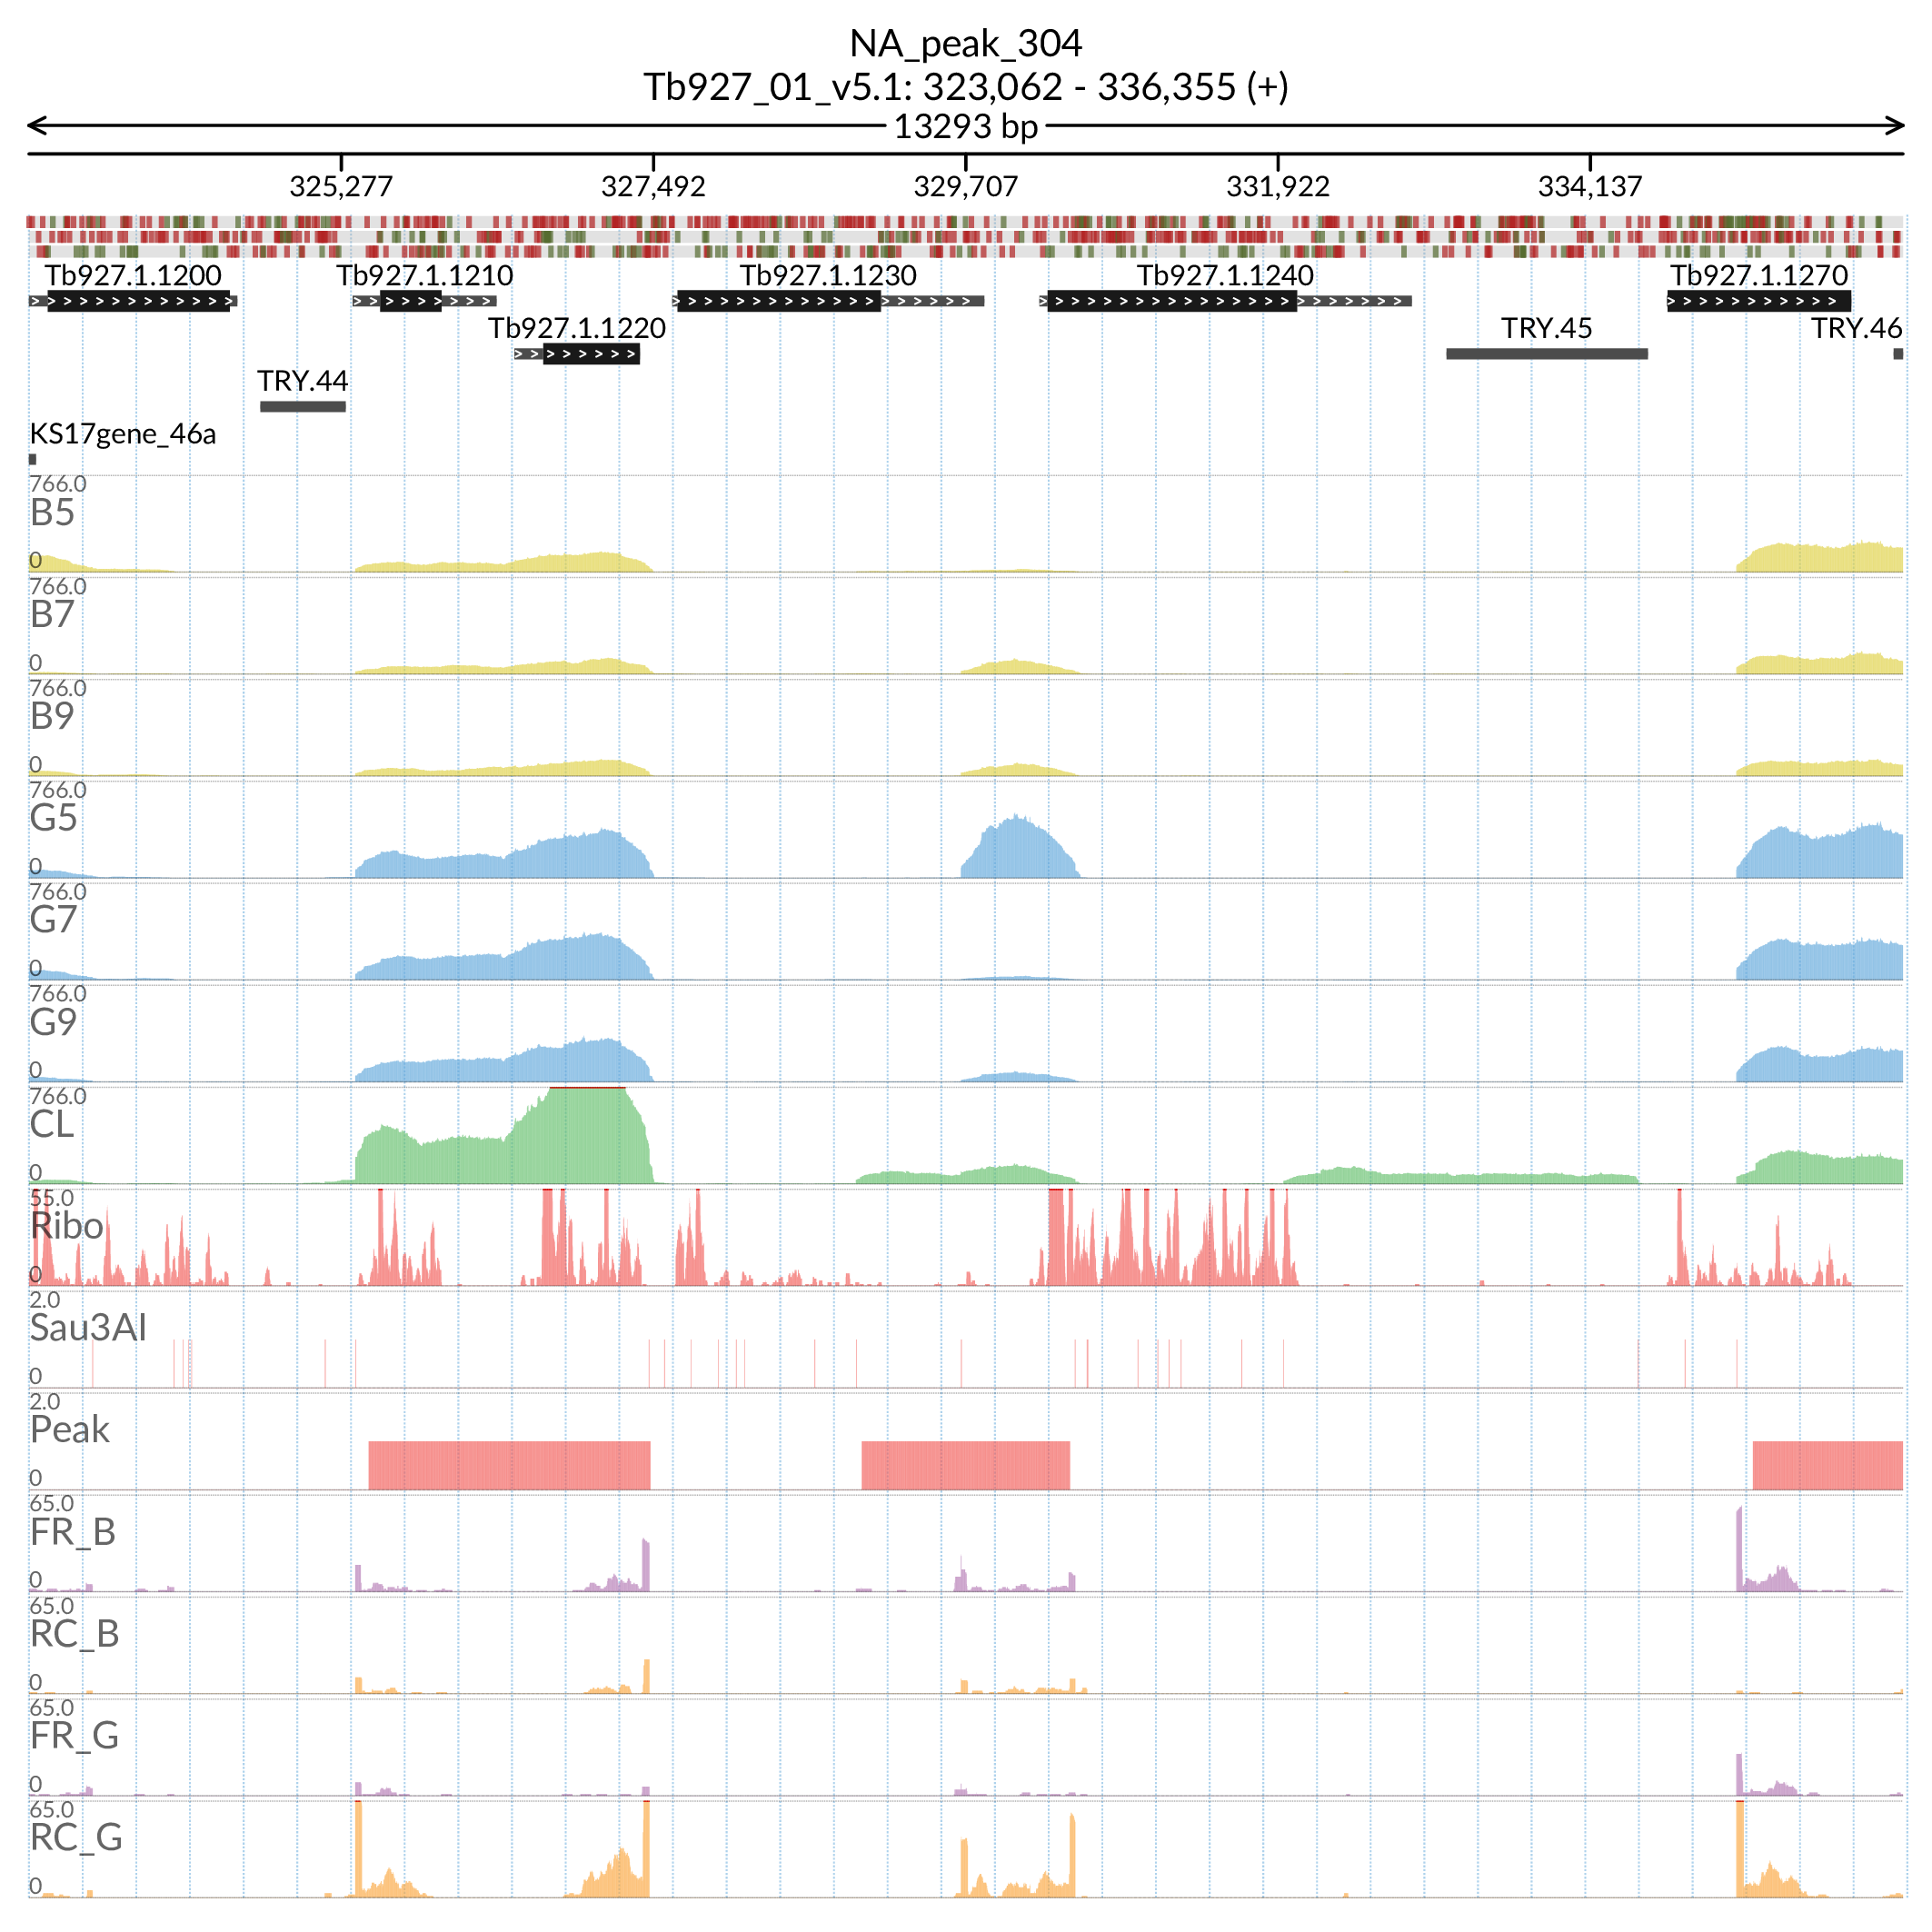 NA_peak_304
Tb927_01_v5.1: 323,062 - 336,355 (+)
13293 bp
325,277 327,492 329,707 331,922 334,137
Tb927.1.1200 Tb927.1.1210 Tb927.1.1230 Tb927.1.1240 Tb927.1.1270
Tb927.1.1220 TRY.45 TRY.46
TRY.44
KS17gene_46a
766.0
B5
0
766.0
B7
0
766.0
B9
0
766.0
G5
0
766.0
G7
0
766.0
G9
0
766.0
CL
0
55.0
Ribo
0
2.0
Sau3AI
0
2.0
Peak
0
65.0
FR_B
0
65.0
RC_B
0
65.0
FR_G
0
65.0
RC_G
0